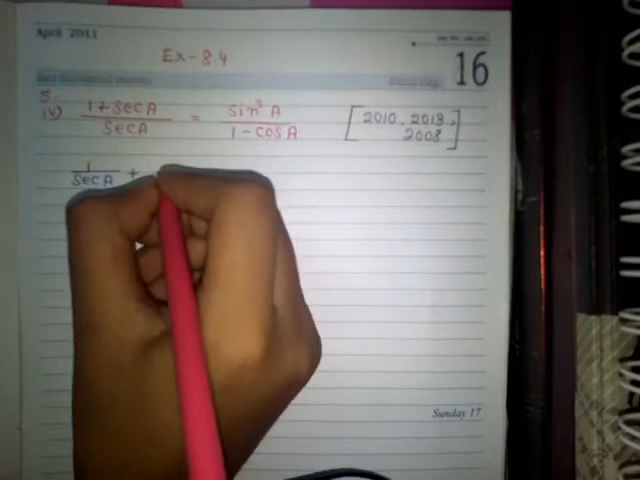 April 2011
Ex-8.4
16
5.
iv) 1+secA / secA = sin²A / 1-cosA [2010, 2013, 2008]
1 / secA +
Sunday 17